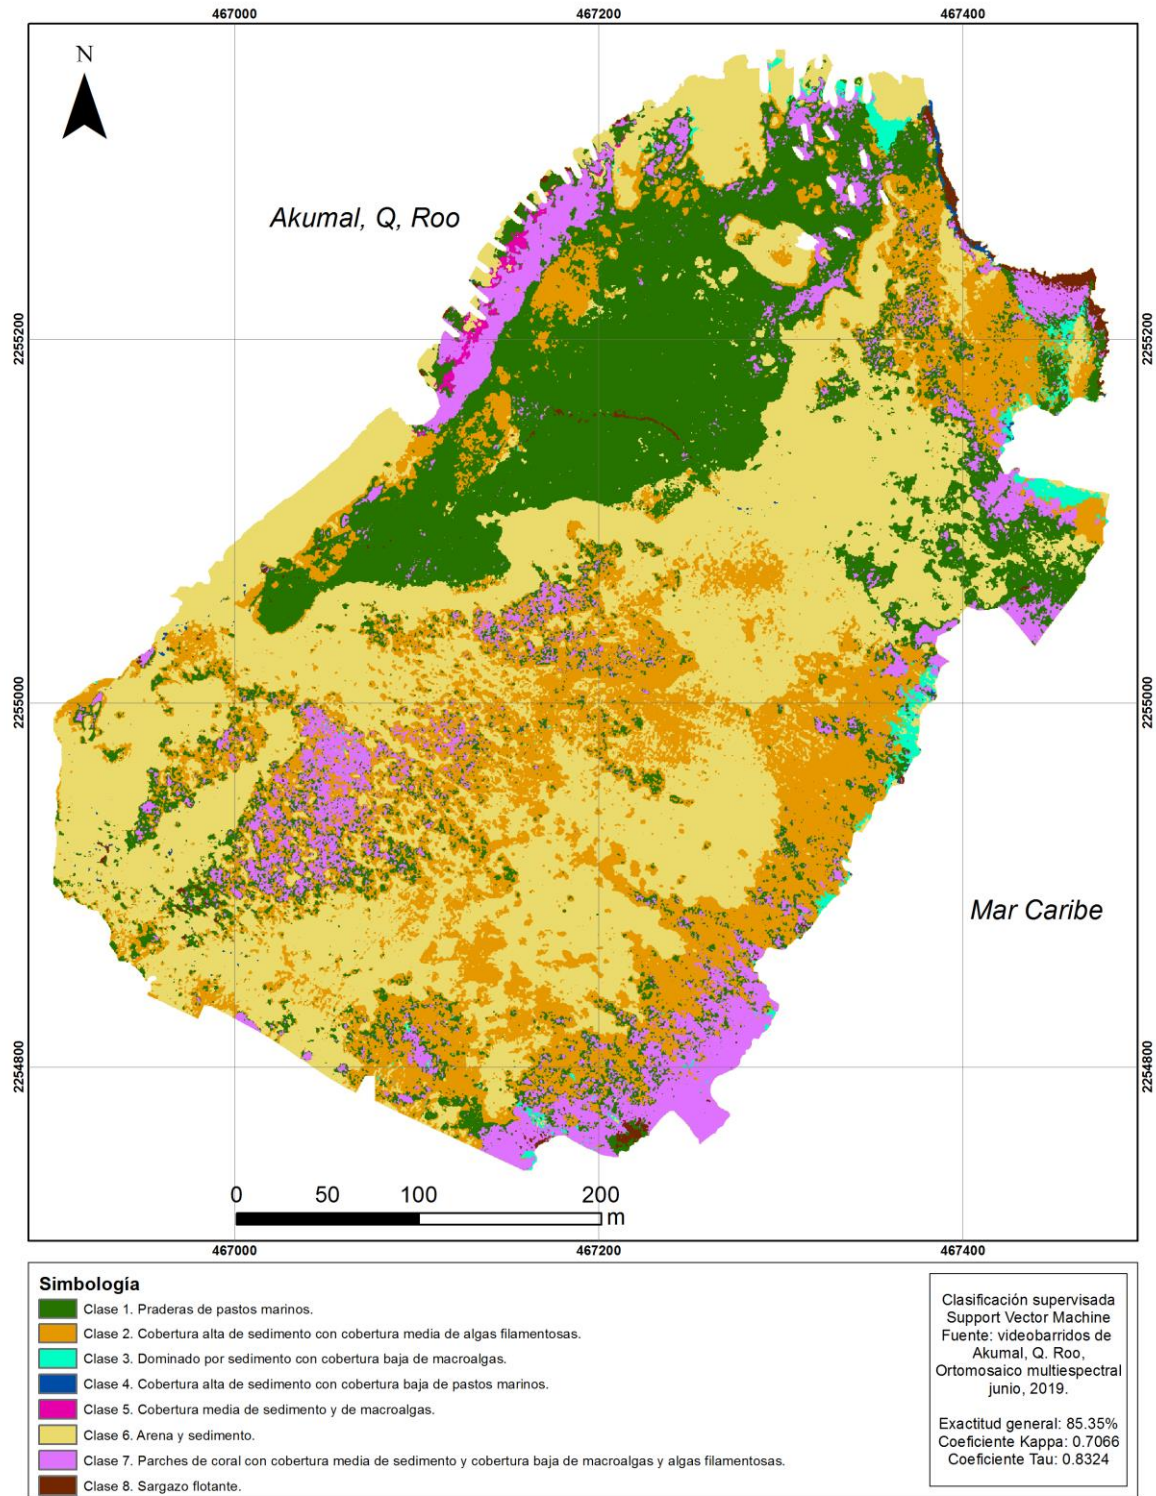 467000
467200
467400
N
Akumal, Q, Roo
2255200
2255200
2255000
2255000
Mar Caribe
2254800
2254800
0
50
100
200
m
467000
467200
467400
Simbología
Clase 1. Praderas de pastos marinos.
Clase 2. Cobertura alta de sedimento con cobertura media de algas filamentosas.
Clase 3. Dominado por sedimento con cobertura baja de macroalgas.
Clase 4. Cobertura alta de sedimento con cobertura baja de pastos marinos.
Clase 5. Cobertura media de sedimento y de macroalgas.
Clase 6. Arena y sedimento.
Clase 7. Parches de coral con cobertura media de sedimento y cobertura baja de macroalgas y algas filamentosas.
Clase 8. Sargazo flotante.
Clasificación supervisada
Support Vector Machine
Fuente: videobarridos de
Akumal, Q. Roo,
Ortomosaico multiespectral
junio, 2019.
Exactitud general: 85.35%
Coeficiente Kappa: 0.7066
Coeficiente Tau: 0.8324